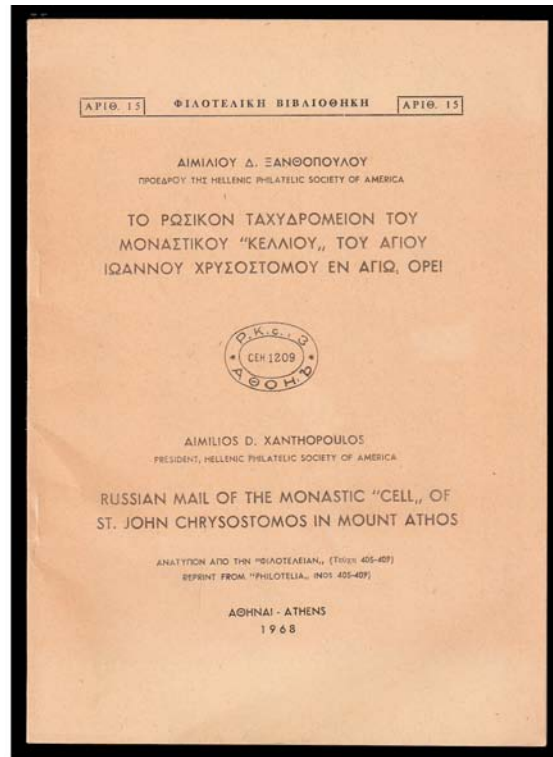 ΑΡΙΘ. 15 ΦΙΛΟΤΕΛΙΚΗ ΒΙΒΛΙΟΘΗΚΗ ΑΡΙΘ. 15
ΑΙΜΙΛΙΟΥ Δ. ΞΑΝΘΟΠΟΥΛΟΥ
ΠΡΟΕΔΡΟΥ ΤΗΣ HELLENIC PHILATELIC SOCIETY OF AMERICA
ΤΟ ΡΩΣΙΚΟΝ ΤΑΧΥΔΡΟΜΕΙΟΝ ΤΟΥ
ΜΟΝΑΣΤΙΚΟΥ "ΚΕΛΛΙΟΥ,, ΤΟΥ ΑΓΙΟΥ
ΙΩΑΝΝΟΥ ΧΡΥΣΟΣΤΟΜΟΥ ΕΝ ΑΓΙΩ, ΟΡΕΙ
Р.К.с.. З
СЕН 1209
А Θ О Н. Ъ
AIMILIOS D. XANTHOPOULOS
PRESIDENT, HELLENIC PHILATELIC SOCIETY OF AMERICA
RUSSIAN MAIL OF THE MONASTIC "CELL,, OF
ST. JOHN CHRYSOSTOMOS IN MOUNT ATHOS
ΑΝΑΤΥΠΟΝ ΑΠΟ ΤΗΝ "ΦΙΛΟΤΕΛΕΙΑΝ,, (Τεύχη 405-409)
REPRINT FROM "PHILOTELIA,, (NOS 405-409)
ΑΘΗΝΑΙ - ATHENS
1968